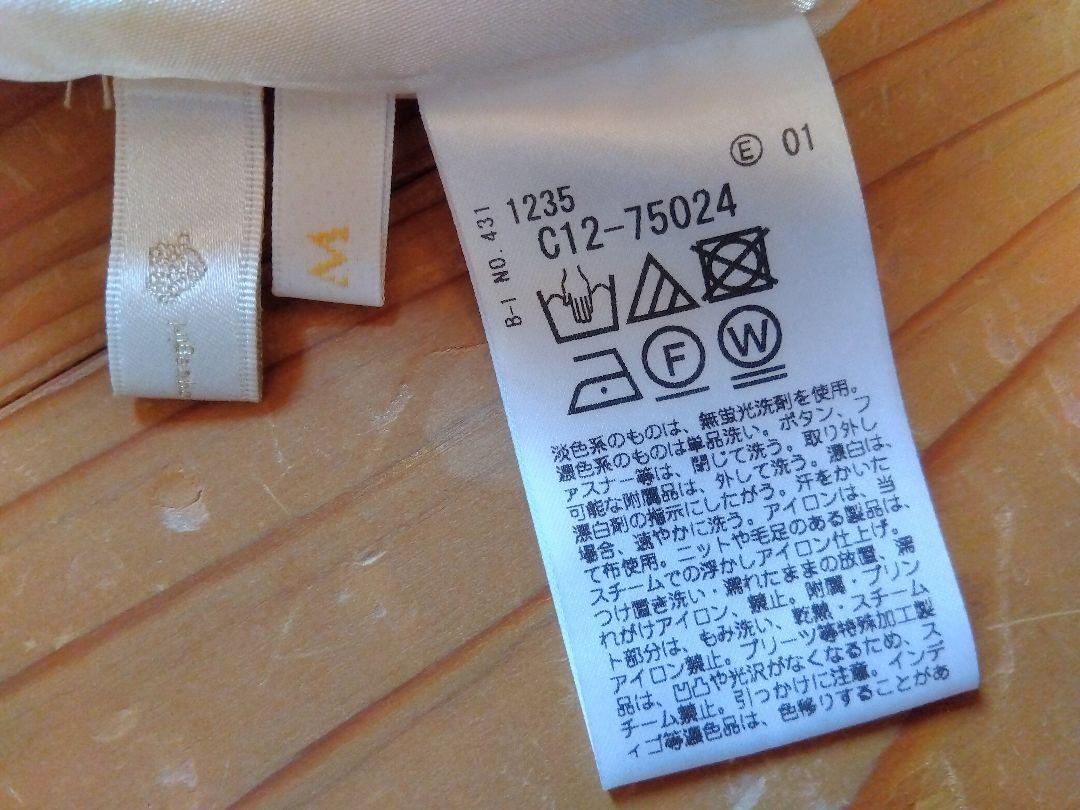 M
Ⓔ 01
B-1 NO.431
1235
C12-75024
F
W
淡色系のものは、無蛍光洗剤を使用。
濃色系のものは単品洗い。ボタン、フ
ァスナー等は、閉じて洗う。取り外し
可能な附属品は、外して洗う。漂白は、
漂白剤の指示にしたがう。汗をかいた
場合、速やかに洗う。アイロンは、当
て布使用。ニットや毛足のある製品は、
スチームでの浮かしアイロン仕上げ。
つけ置き洗い・濡れたままの放置、濡
れがけアイロン 禁止。附属・プリン
ト部分は、もみ洗い、乾燥・スチーム
アイロン禁止。プリーツ等特殊加工製
品は、凹凸や光沢がなくなるため、ス
チーム禁止。引っかけに注意。インデ
ィゴ等濃色品は、色移りすることがあ